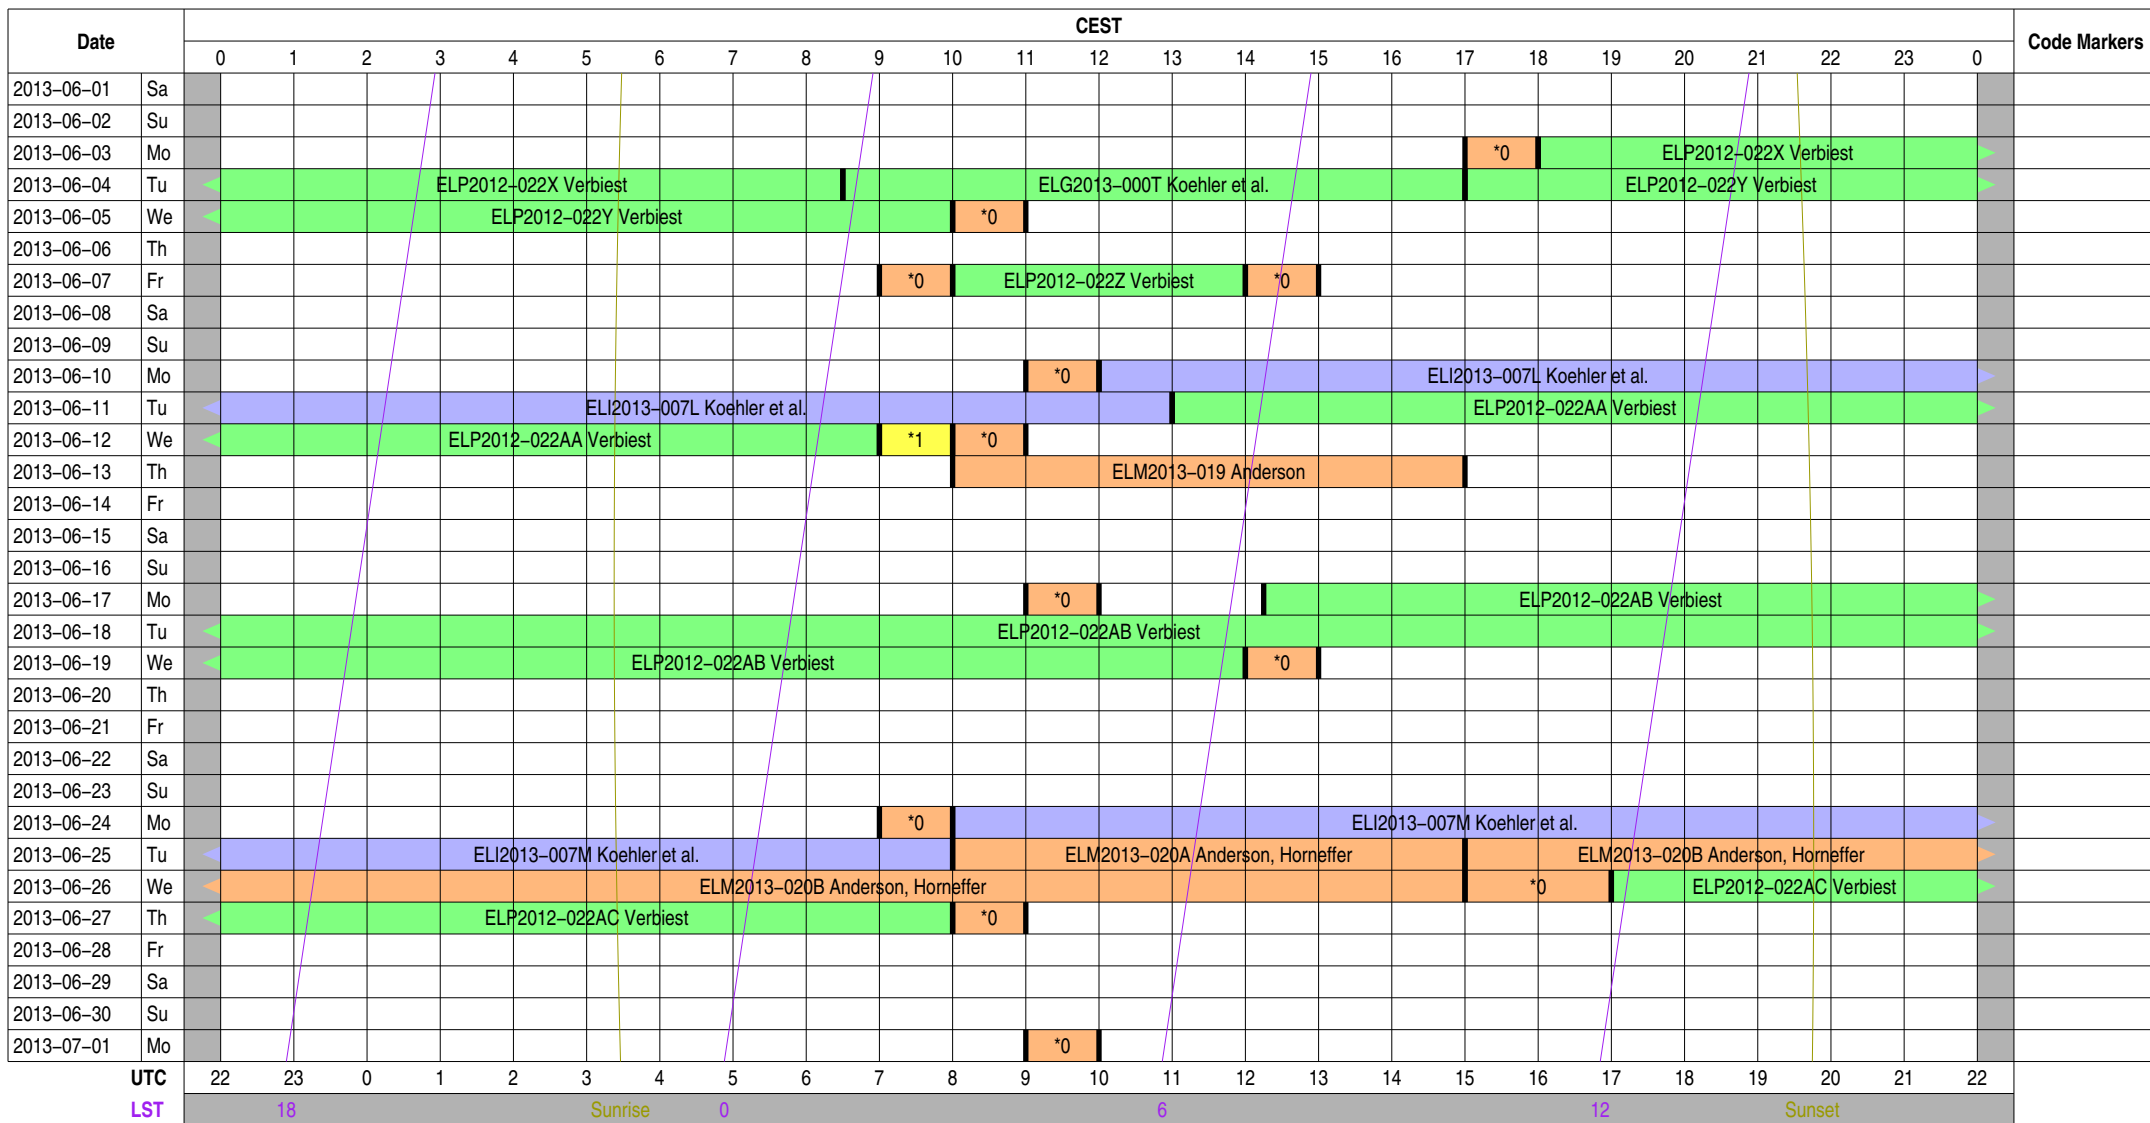 Date CEST Code Markers
0 1 2 3 4 5 6 7 8 9 10 11 12 13 14 15 16 17 18 19 20 21 22 23 0
2013−06−01 Sa
2013−06−02 Su
2013−06−03 Mo *0 ELP2012−022X Verbiest
2013−06−04 Tu ELP2012−022X Verbiest ELG2013−000T Koehler et al. ELP2012−022Y Verbiest
2013−06−05 We ELP2012−022Y Verbiest *0
2013−06−06 Th
2013−06−07 Fr *0 ELP2012−022Z Verbiest *0
2013−06−08 Sa
2013−06−09 Su
2013−06−10 Mo *0 ELI2013−007L Koehler et al.
2013−06−11 Tu ELI2013−007L Koehler et al. ELP2012−022AA Verbiest
2013−06−12 We ELP2012−022AA Verbiest *1 *0
2013−06−13 Th ELM2013−019 Anderson
2013−06−14 Fr
2013−06−15 Sa
2013−06−16 Su
2013−06−17 Mo *0 ELP2012−022AB Verbiest
2013−06−18 Tu ELP2012−022AB Verbiest
2013−06−19 We ELP2012−022AB Verbiest *0
2013−06−20 Th
2013−06−21 Fr
2013−06−22 Sa
2013−06−23 Su
2013−06−24 Mo *0 ELI2013−007M Koehler et al.
2013−06−25 Tu ELI2013−007M Koehler et al. ELM2013−020A Anderson, Horneffer ELM2013−020B Anderson, Horneffer
2013−06−26 We ELM2013−020B Anderson, Horneffer *0 ELP2012−022AC Verbiest
2013−06−27 Th ELP2012−022AC Verbiest *0
2013−06−28 Fr
2013−06−29 Sa
2013−06−30 Su
2013−07−01 Mo *0
UTC 22 23 0 1 2 3 4 5 6 7 8 9 10 11 12 13 14 15 16 17 18 19 20 21 22
LST 18 Sunrise 0 6 12 Sunset